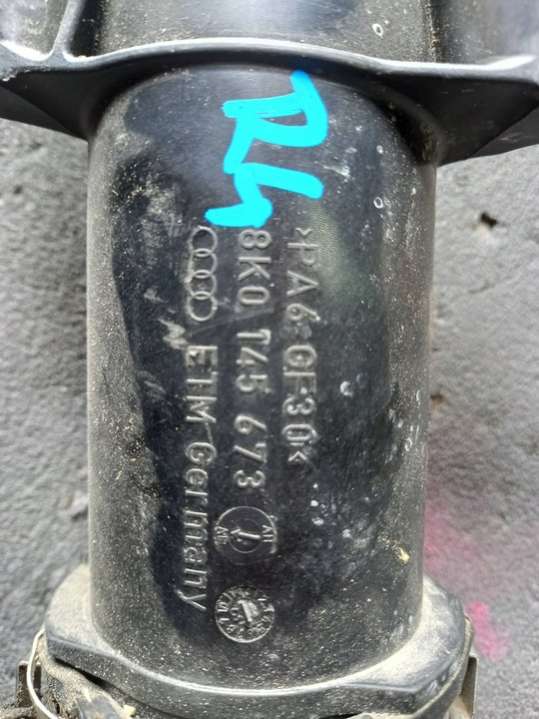 R4
>PA6-GF30<
8K0 145 673
ETM Germany